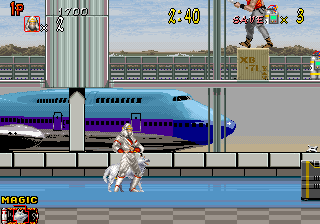 1P
1700
2:40
SAVE
× 2
× 3
XB
MAGIC